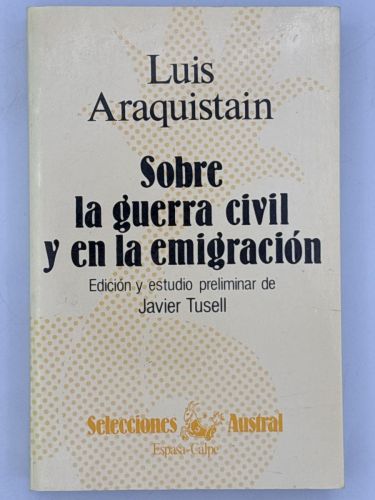 Luis
Araquistain
Sobre
la guerra civil
y en la emigración
Edición y estudio preliminar de
Javier Tusell
Selecciones Austral
Espasa-Calpe